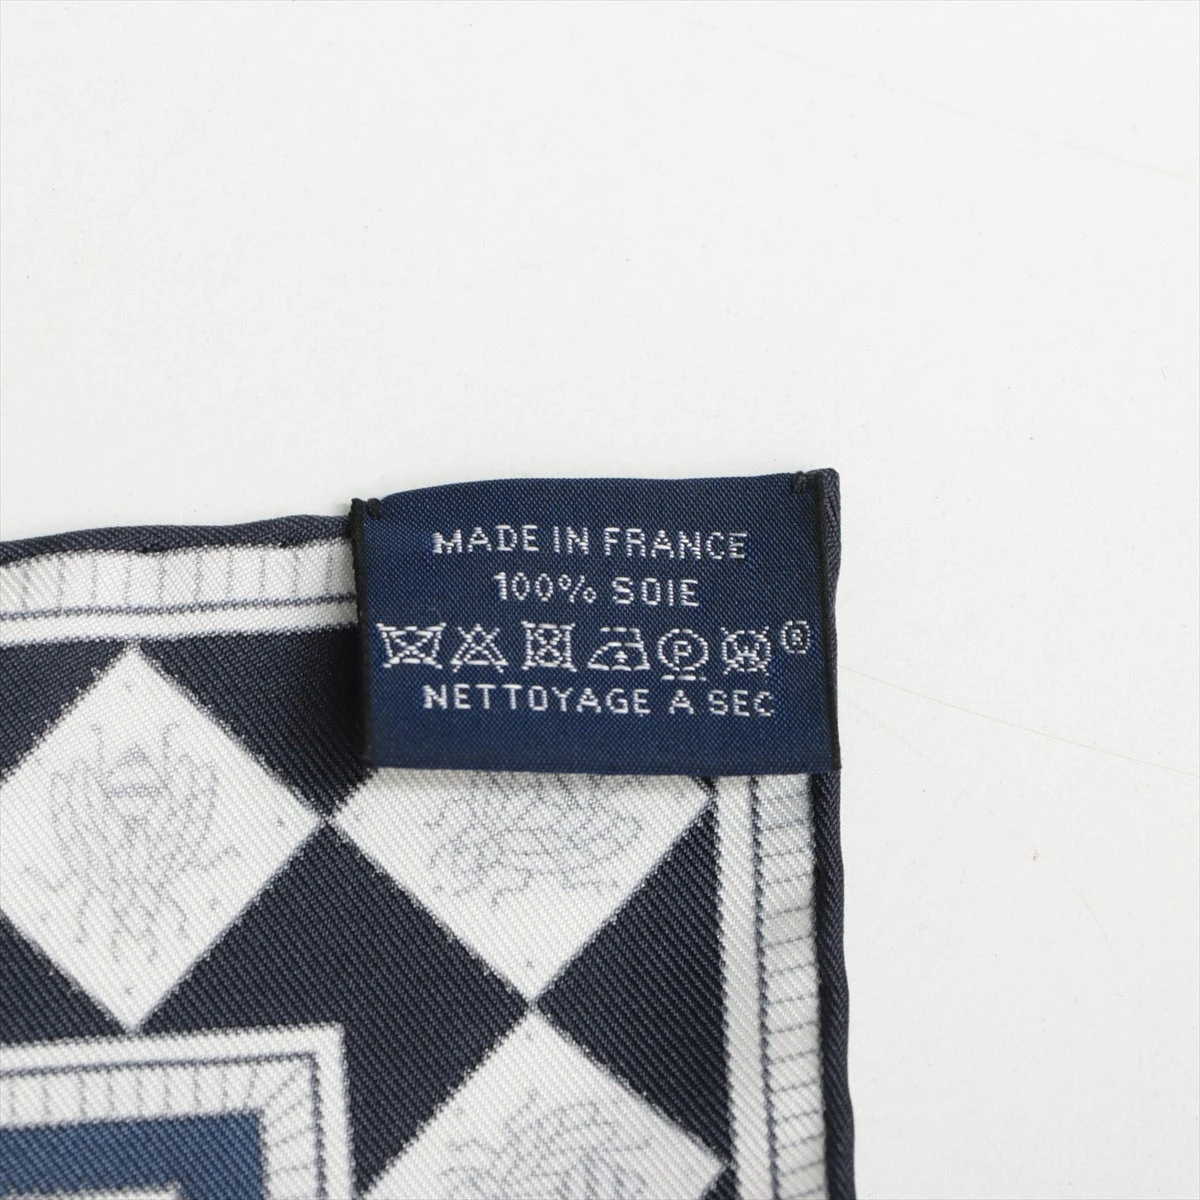 MADE IN FRANCE
100% SOIE
P W ®
NETTOYAGE A SEC